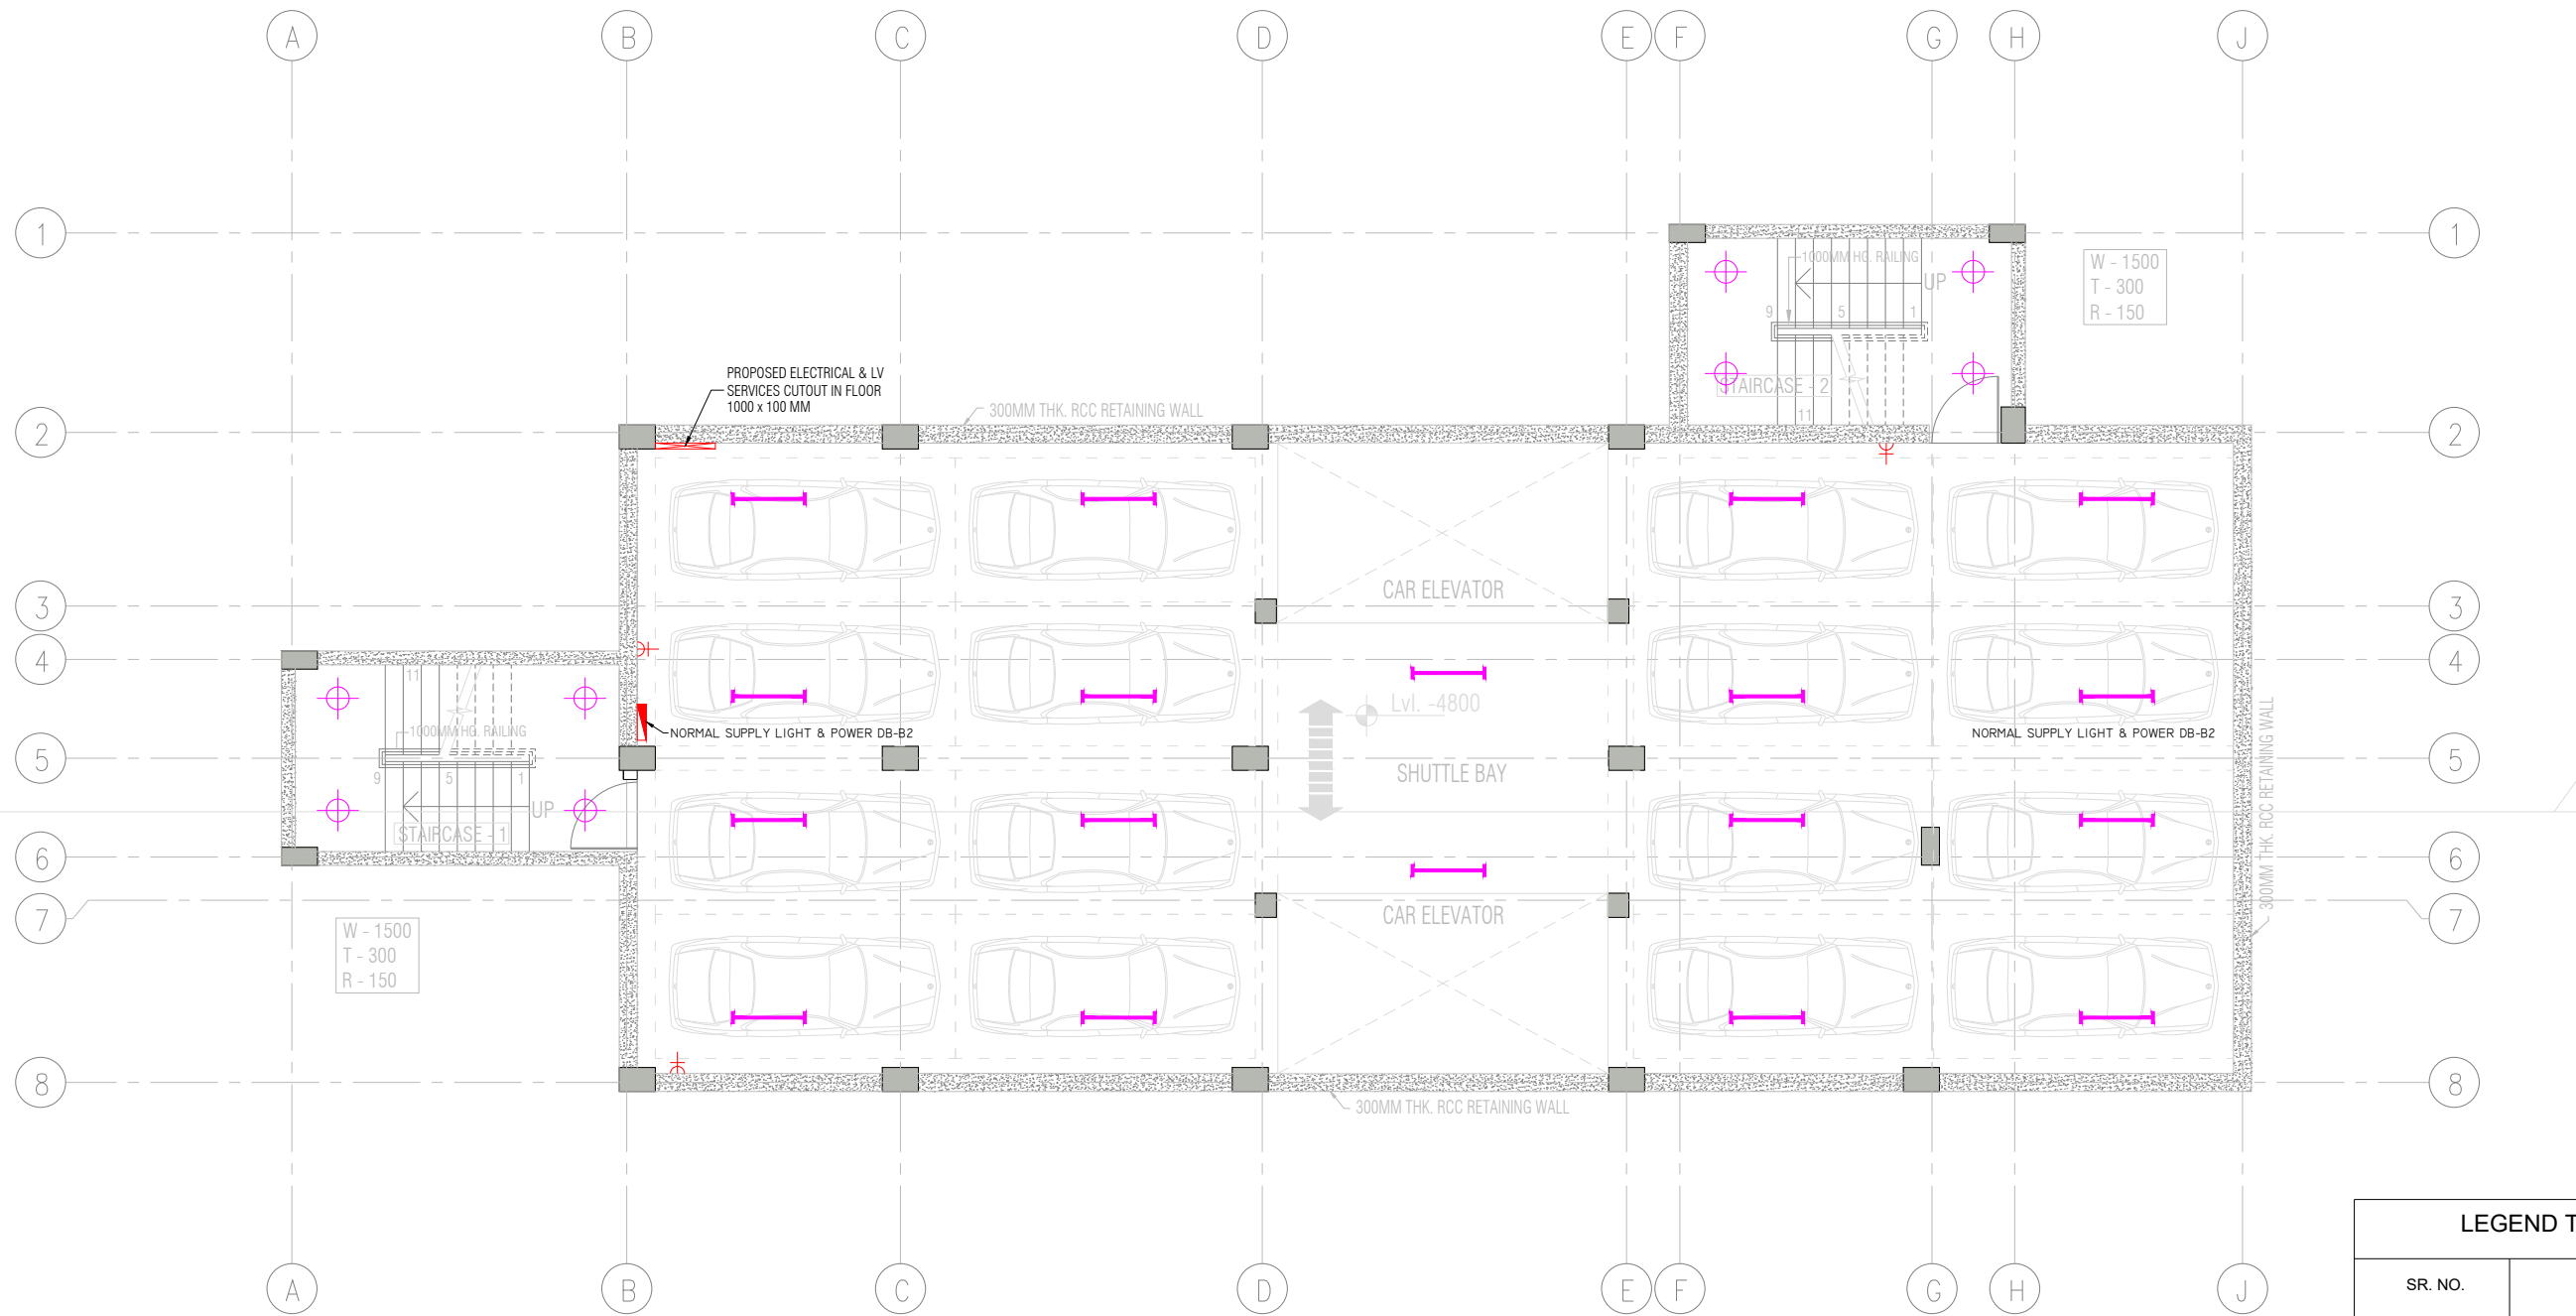 A B C D E F G H J
1 1
1000MM HG. RAILING
UP
9 5 1
STAIRCASE - 2
11
W - 1500
T - 300
R - 150
PROPOSED ELECTRICAL & LV
SERVICES CUTOUT IN FLOOR
1000 x 100 MM
300MM THK. RCC RETAINING WALL
2 2
CAR ELEVATOR
3 3
4 4
11
1000MM HG. RAILING
Lvl. -4800
NORMAL SUPPLY LIGHT & POWER DB-B2
NORMAL SUPPLY LIGHT & POWER DB-B2
300MM THK. RCC RETAINING WALL
5 5
SHUTTLE BAY
9 5 1
UP
STAIRCASE - 1
6 6
CAR ELEVATOR
7 7
W - 1500
T - 300
R - 150
8 8
300MM THK. RCC RETAINING WALL
LEGEND T
SR. NO.
A B C D E F G H J